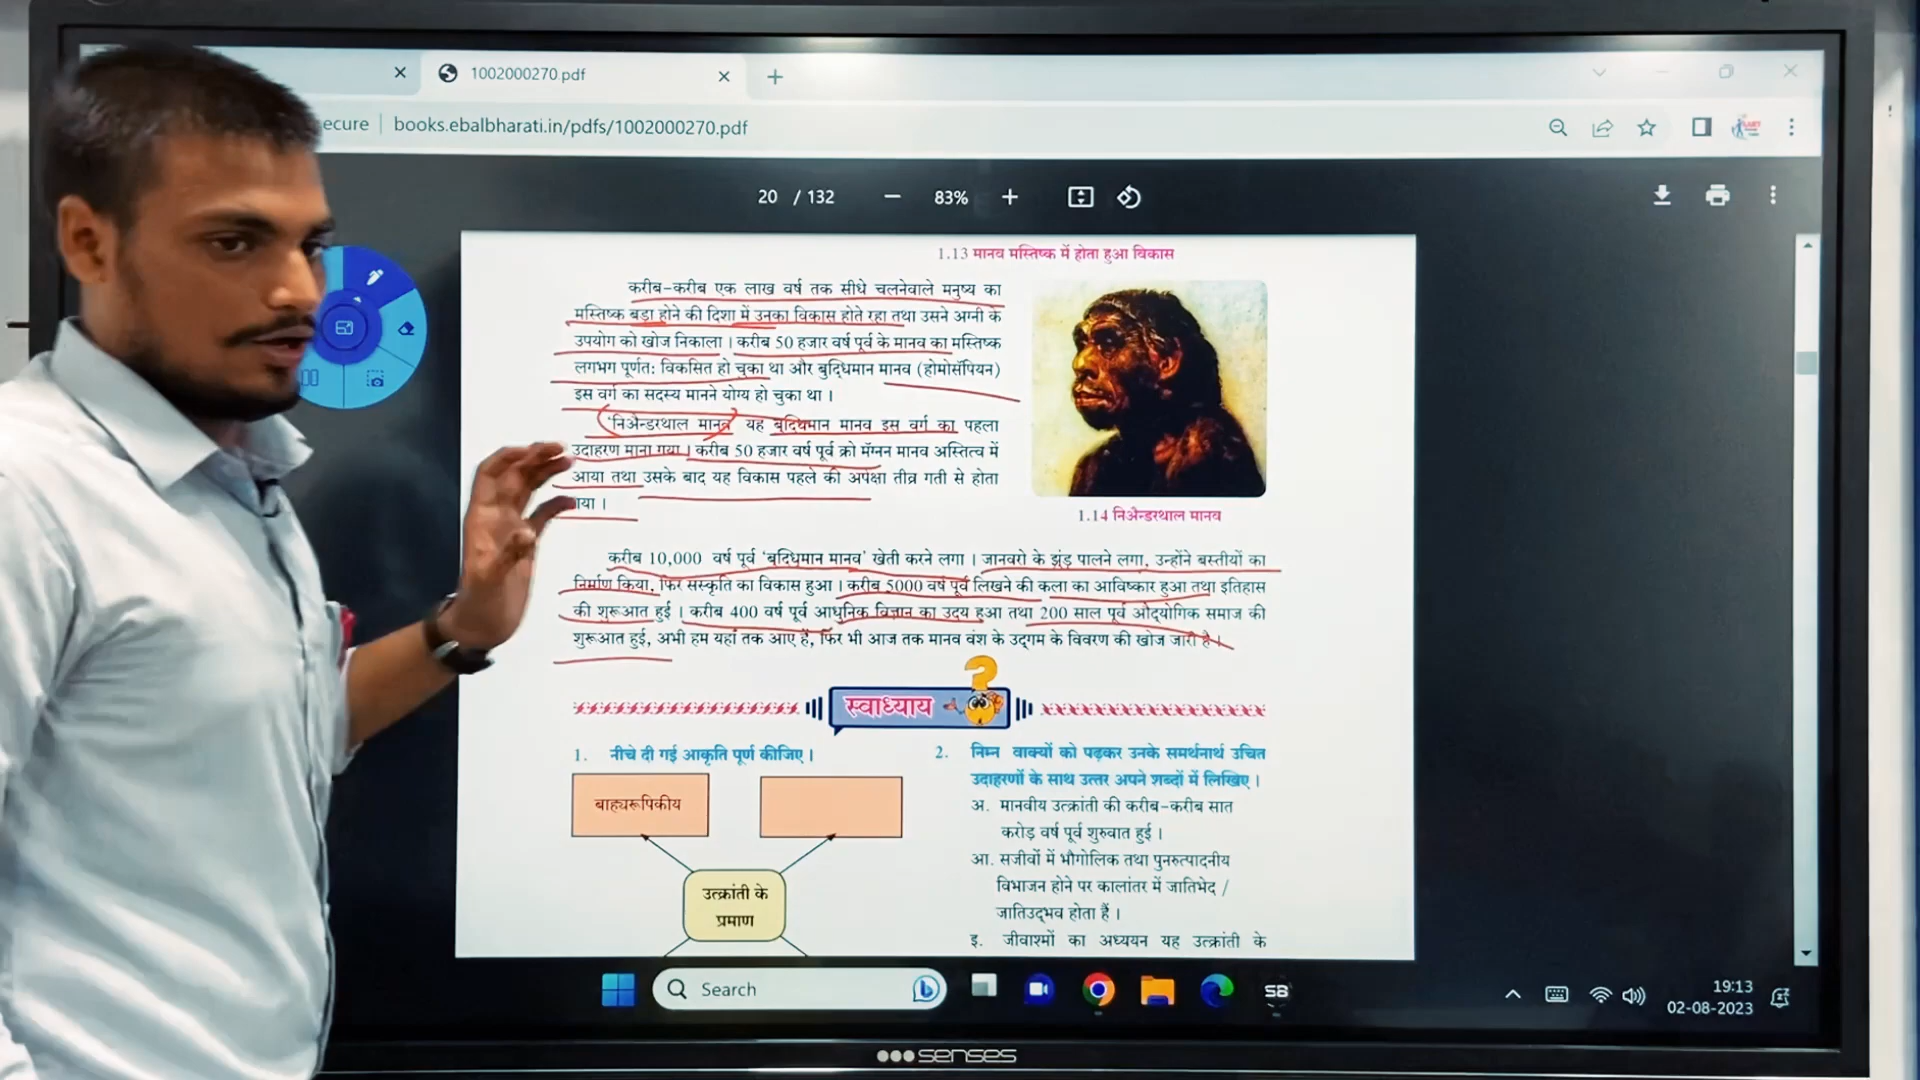 1002000270.pdf
ecure
books.ebalbharati.in/pdfs/1002000270.pdf
20 / 132
83%
1.13 मानव मस्तिष्क में होता हुआ विकास
करीब-करीब एक लाख वर्ष तक सीधे चलनेवाले मनुष्य का
मस्तिष्क बड़ा होने की दिशा में उनका विकास होते रहा तथा उसने अग्नी के
उपयोग को खोज निकाला । करीब 50 हजार वर्ष पूर्व के मानव का मस्तिष्क
लगभग पूर्णत: विकसित हो चुका था और बुद्धिमान मानव (होमोसॅपियन)
इस वर्ग का सदस्य मानने योग्य हो चुका था ।
'निॲन्डरथाल मानव' यह बुद्धिमान मानव इस वर्ग का पहला
उदाहरण माना गया । करीब 50 हजार वर्ष पूर्व क्रो मॅग्नन मानव अस्तित्व में
आया तथा उसके बाद यह विकास पहले की अपेक्षा तीव्र गती से होता
गया ।
1.14 निॲन्डरथाल मानव
करीब 10,000 वर्ष पूर्व 'बुद्धिमान मानव' खेती करने लगा । जानवरो के झुंड पालने लगा, उन्होंने बस्तीयों का
निर्माण किया, फिर संस्कृति का विकास हुआ । करीब 5000 वर्ष पूर्व लिखने की कला का आविष्कार हुआ तथा इतिहास
की शुरूआत हुई । करीब 400 वर्ष पूर्व आधुनिक विज्ञान का उदय हुआ तथा 200 साल पूर्व औद्योगिक समाज की
शुरूआत हुई, अभी हम यहां तक आए हैं, फिर भी आज तक मानव वंश के उद्गम के विवरण की खोज जारी है ।
स्वाध्याय
1. नीचे दी गई आकृति पूर्ण कीजिए ।
बाह्यरूपिकीय
उत्क्रांती के
प्रमाण
2. निम्न वाक्यों को पढ़कर उनके समर्थनार्थ उचित
उदाहरणों के साथ उत्तर अपने शब्दों में लिखिए ।
अ. मानवीय उत्क्रांती की करीब-करीब सात
करोड़ वर्ष पूर्व शुरुवात हुई ।
आ. सजीवों में भौगोलिक तथा पुनरुत्पादनीय
विभाजन होने पर कालांतर में जातिभेद /
जातिउद्भव होता हैं ।
इ. जीवाश्मों का अध्ययन यह उत्क्रांती के
Search
S8
19:13
02-08-2023
senses